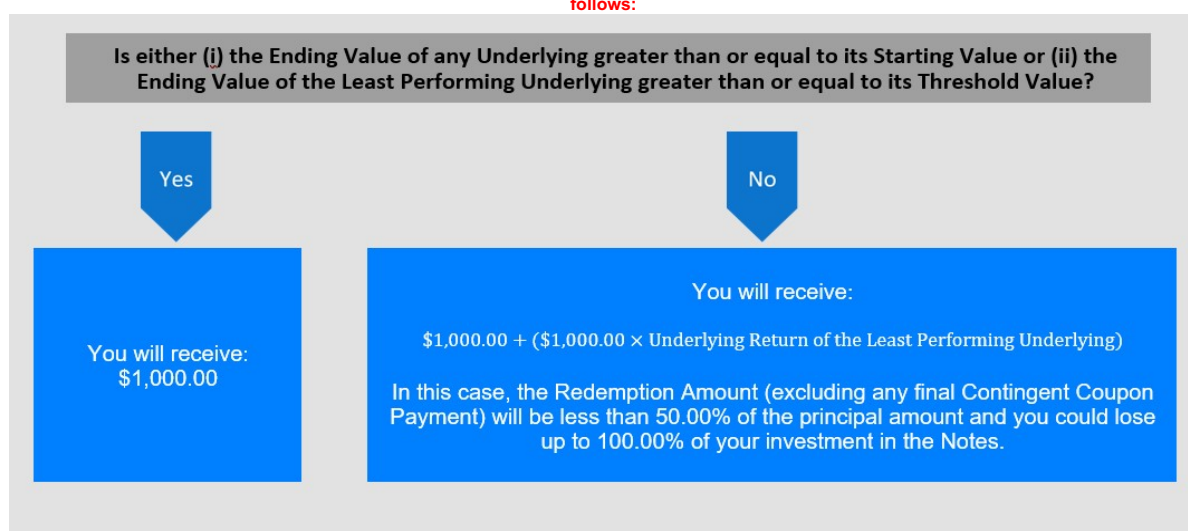 follows:
Is either (i) the Ending Value of any Underlying greater than or equal to its Starting Value or (ii) the
Ending Value of the Least Performing Underlying greater than or equal to its Threshold Value?
Yes
No
You will receive:
$1,000.00
You will receive:
$1,000.00 + ($1,000.00 × Underlying Return of the Least Performing Underlying)
In this case, the Redemption Amount (excluding any final Contingent Coupon
Payment) will be less than 50.00% of the principal amount and you could lose
up to 100.00% of your investment in the Notes.